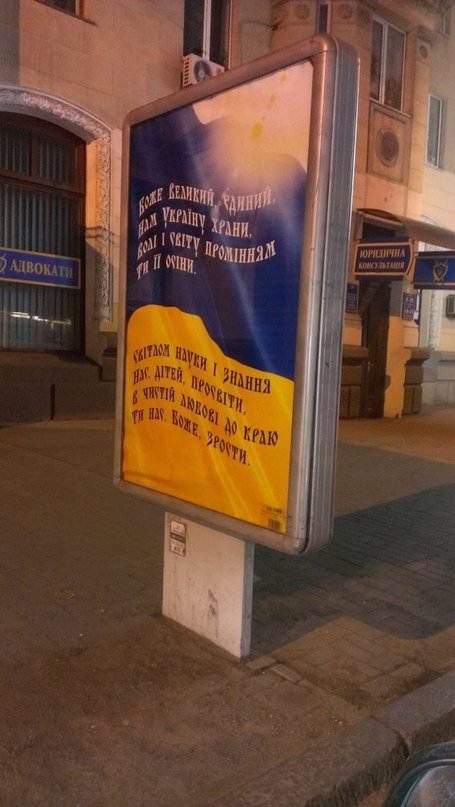 Боже Великий, Єдиний,
Нам Україну храни,
Волі і світу промінням
Ти її осіни.
Світлом науки і знання
Нас, дітей, просвіти,
В чистій любові до краю
Ти нас, Боже, зрости.
АДВОКАТИ
ЮРИДИЧНА
КОНСУЛЬТАЦІЯ